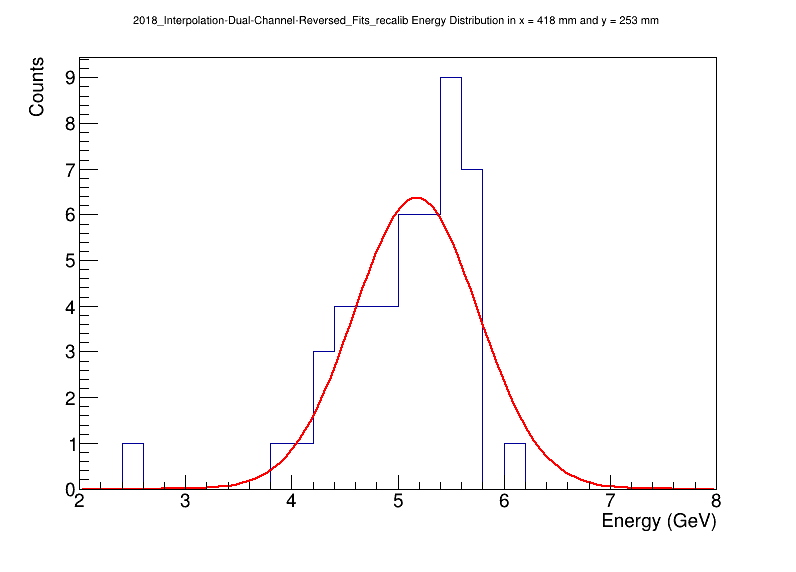 2018_Interpolation-Dual-Channel-Reversed_Fits_recalib Energy Distribution in x = 418 mm and y = 253 mm
Counts
9
8
7
6
5
4
3
2
1
0
2 3 4 5 6 7 8
Energy (GeV)